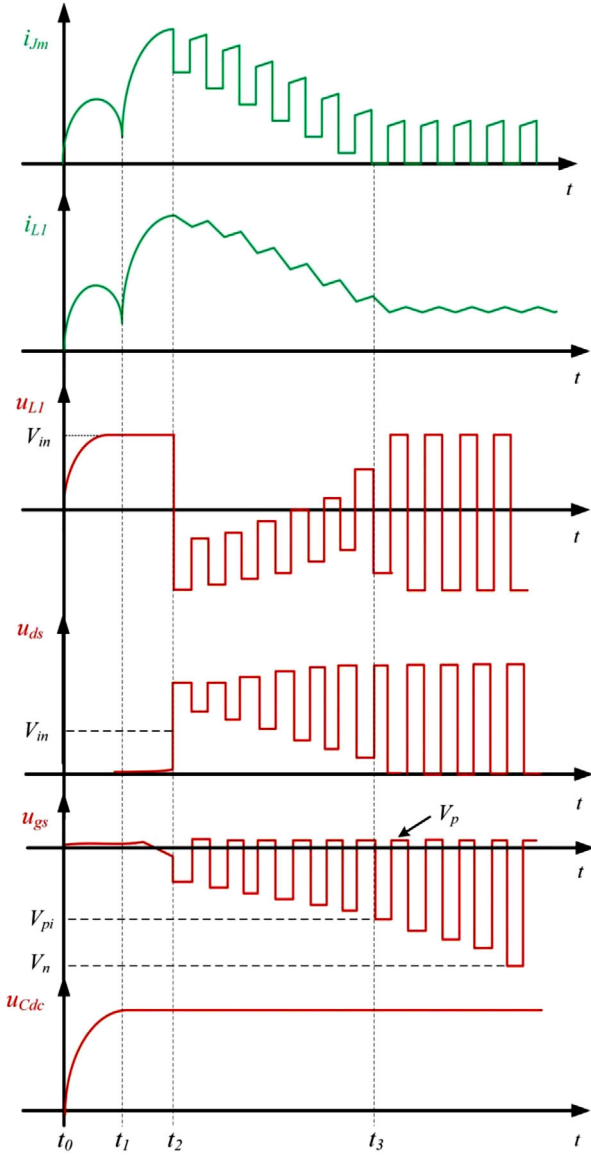 i_Jm
t
i_L1
t
u_L1
V_in
t
u_ds
V_in
t
u_gs
V_p
t
V_pi
V_n
u_Cdc
t_0 t_1 t_2 t_3 t